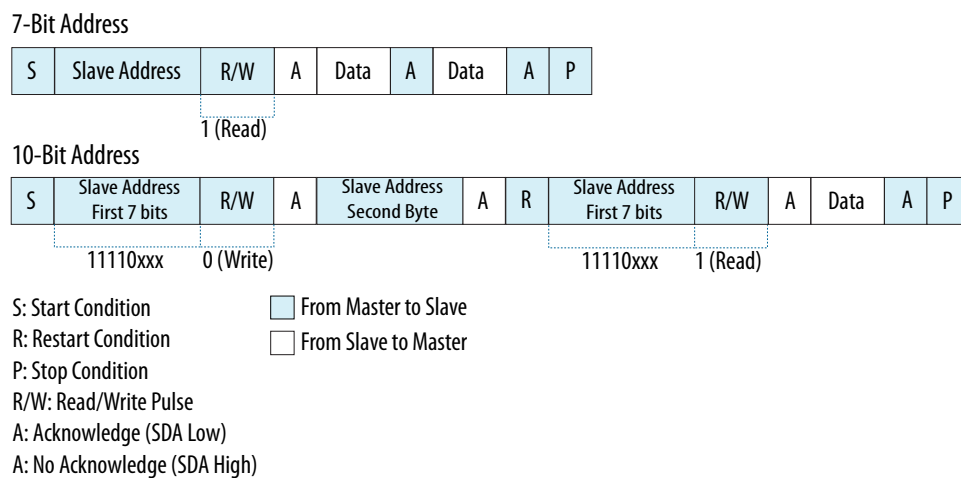 7-Bit Address
S Slave Address R/W A Data A Data A P
1 (Read)
10-Bit Address
S Slave Address First 7 bits R/W A Slave Address Second Byte A R Slave Address First 7 bits R/W A Data A P
11110xxx 0 (Write) 11110xxx 1 (Read)
S: Start Condition From Master to Slave
R: Restart Condition From Slave to Master
P: Stop Condition
R/W: Read/Write Pulse
A: Acknowledge (SDA Low)
A: No Acknowledge (SDA High)